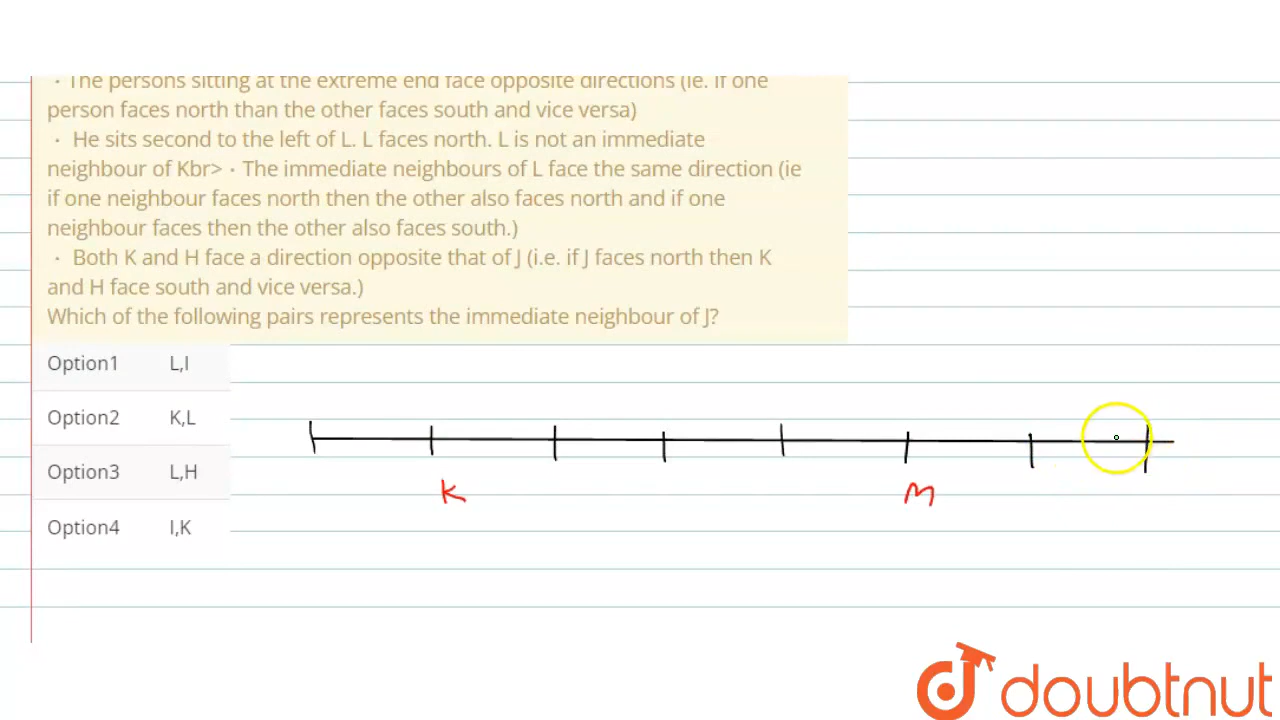 · The persons sitting at the extreme end face opposite directions (ie. if one
person faces north than the other faces south and vice versa)
· He sits second to the left of L. L faces north. L is not an immediate
neighbour of Kbr> · The immediate neighbours of L face the same direction (ie
if one neighbour faces north then the other also faces north and if one
neighbour faces then the other also faces south.)
· Both K and H face a direction opposite that of J (i.e. if J faces north then K
and H face south and vice versa.)
Which of the following pairs represents the immediate neighbour of J?
Option1 L,I
Option2 K,L
Option3 L,H
Option4 I,K
K M
doubtnut